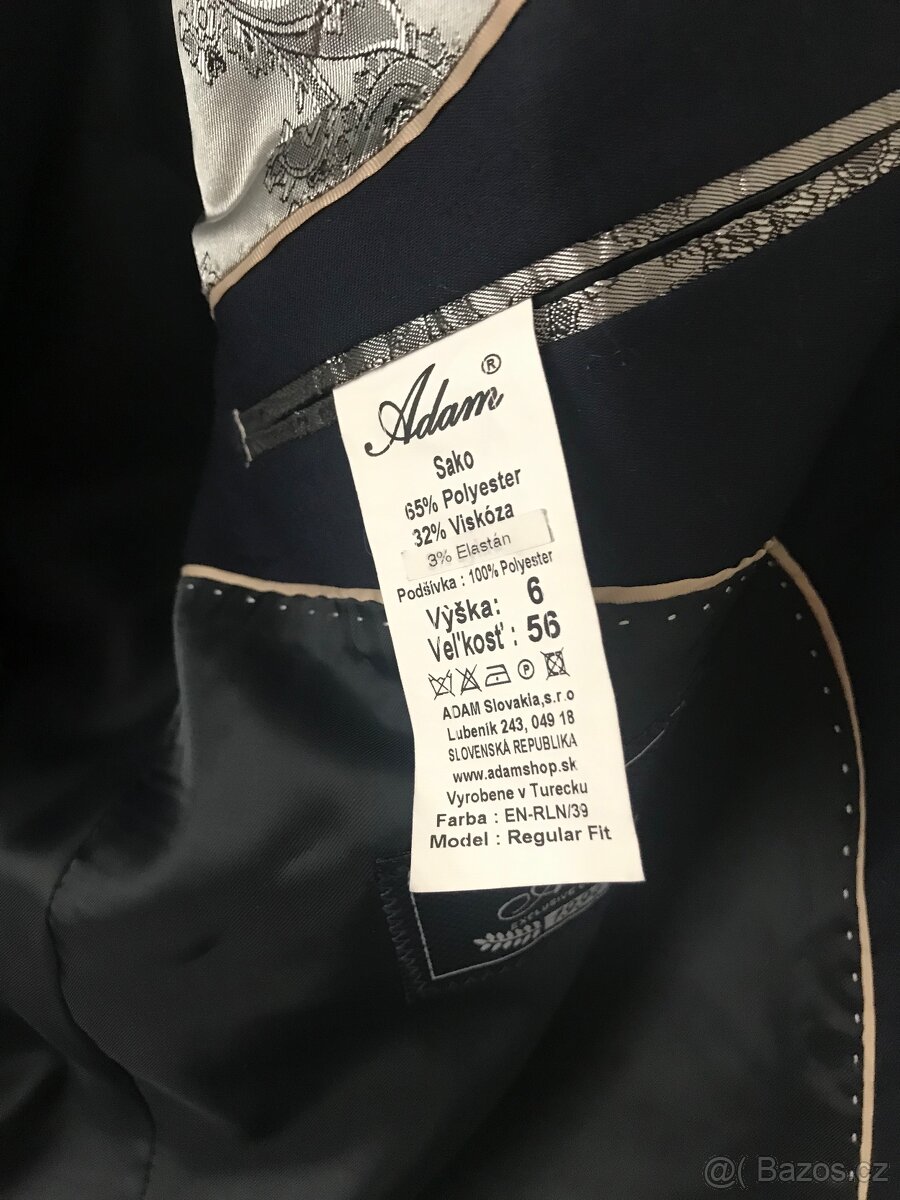 Adam ®
Sako
65% Polyester
32% Viskóza
3% Elastán
Podšívka : 100% Polyester
Výška: 6
Veľkosť : 56
P
ADAM Slovakia,s.r.o
Lubeník 243, 049 18
SLOVENSKÁ REPUBLIKA
www.adamshop.sk
Vyrobene v Turecku
Farba : EN-RLN/39
Model : Regular Fit
@( Bazos.cz